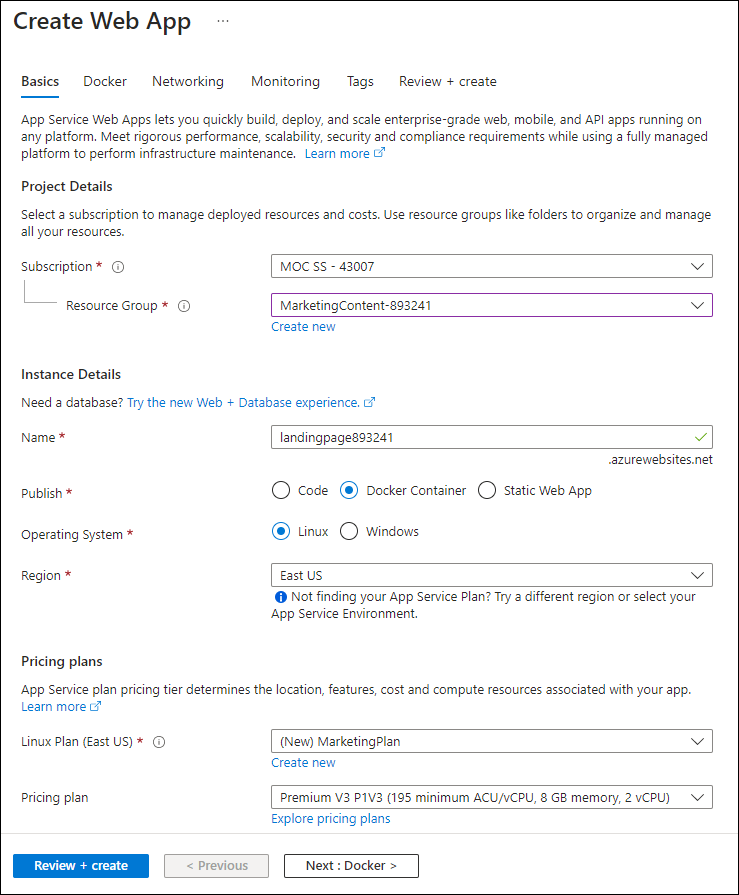 Create Web App ...
Basics Docker Networking Monitoring Tags Review + create
App Service Web Apps lets you quickly build, deploy, and scale enterprise-grade web, mobile, and API apps running on
any platform. Meet rigorous performance, scalability, security and compliance requirements while using a fully managed
platform to perform infrastructure maintenance. Learn more
Project Details
Select a subscription to manage deployed resources and costs. Use resource groups like folders to organize and manage
all your resources.
Subscription * MOC SS - 43007
Resource Group * MarketingContent-893241
Create new
Instance Details
Need a database? Try the new Web + Database experience.
Name * landingpage893241
.azurewebsites.net
Publish * Code Docker Container Static Web App
Operating System * Linux Windows
Region * East US
Not finding your App Service Plan? Try a different region or select your
App Service Environment.
Pricing plans
App Service plan pricing tier determines the location, features, cost and compute resources associated with your app.
Learn more
Linux Plan (East US) * (New) MarketingPlan
Create new
Pricing plan Premium V3 P1V3 (195 minimum ACU/vCPU, 8 GB memory, 2 vCPU)
Explore pricing plans
Review + create < Previous Next : Docker >